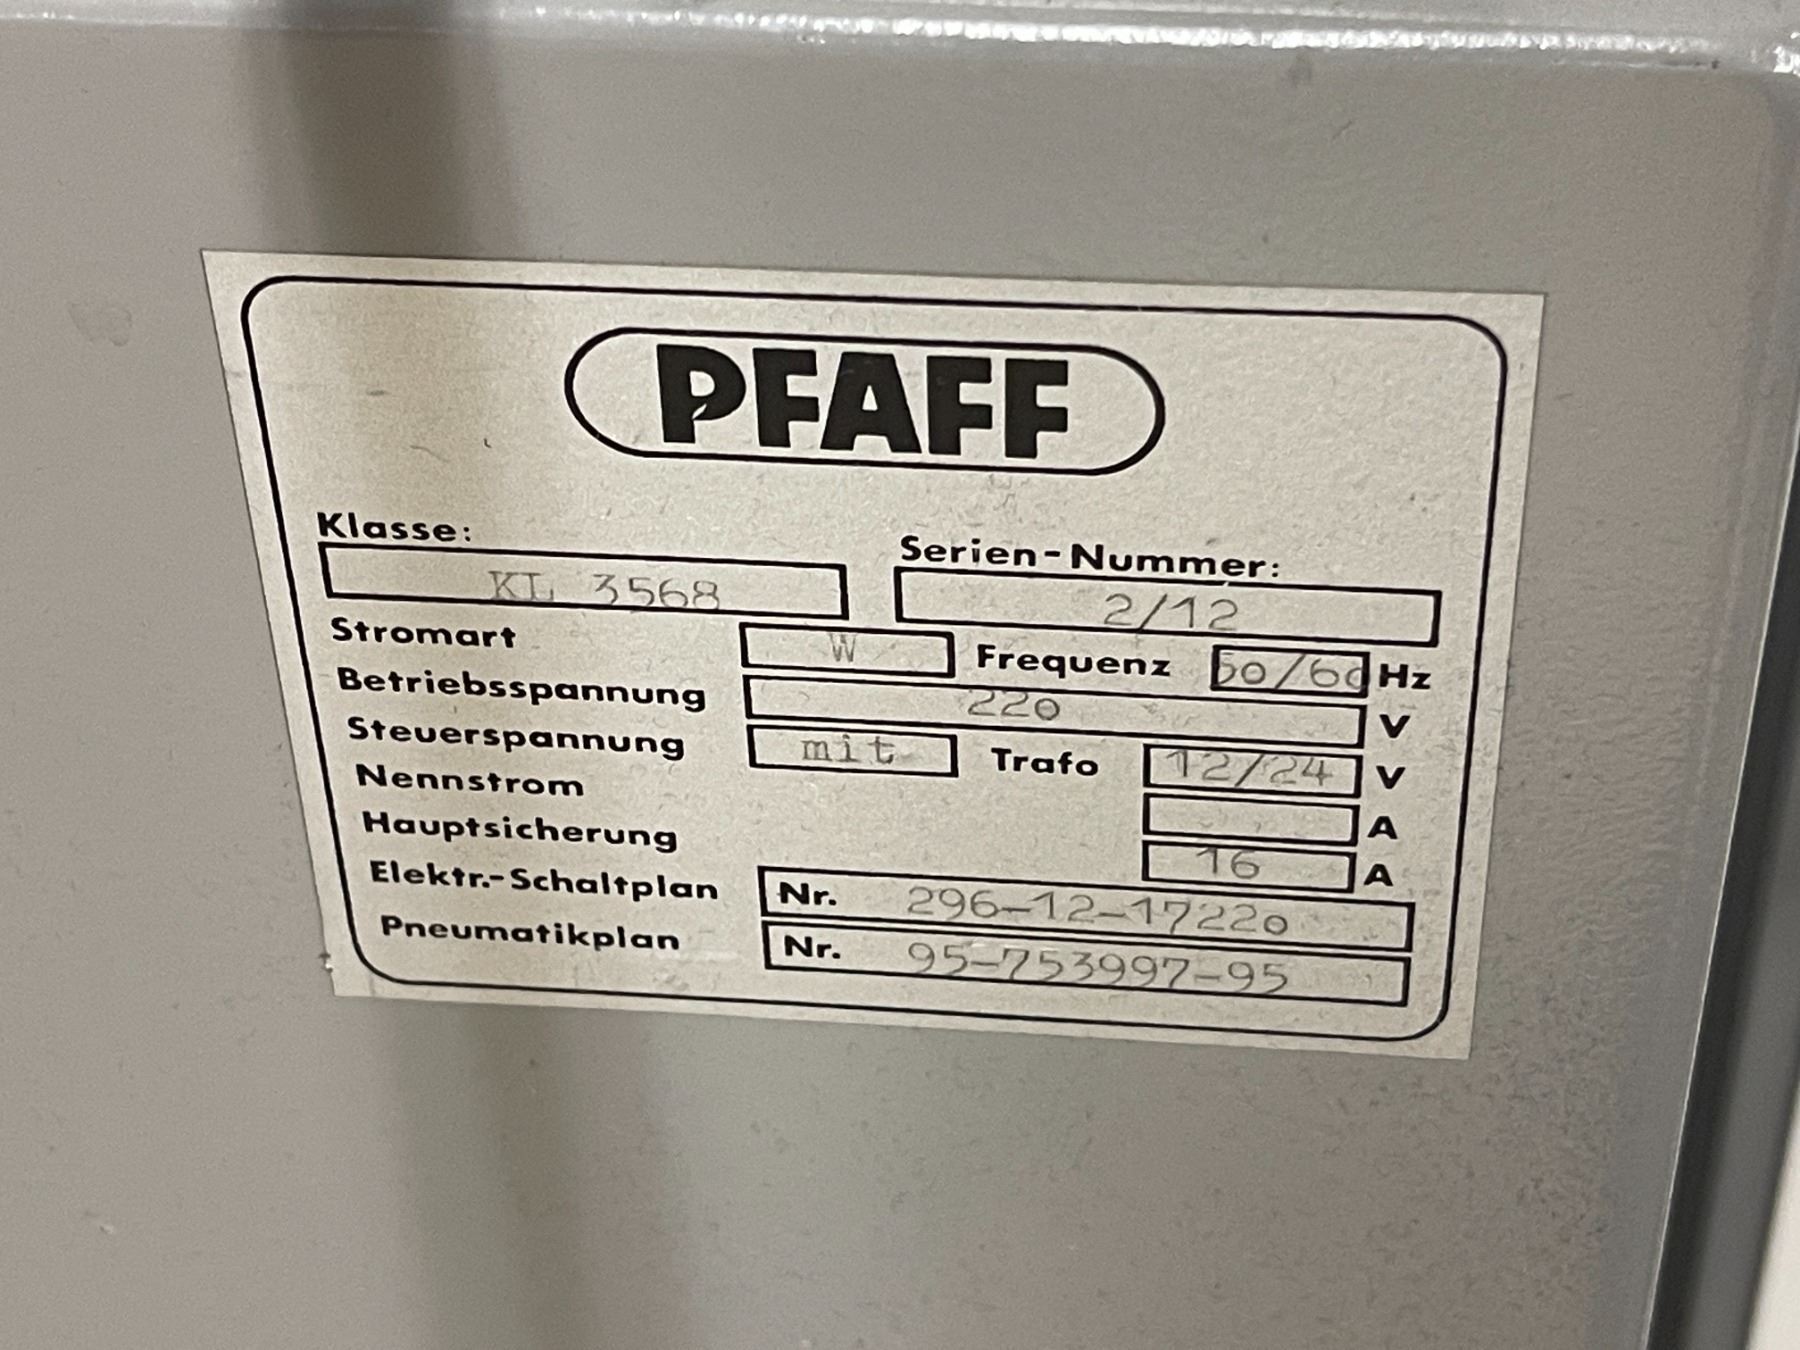 PFAFF
Klasse: Serien-Nummer:
KL 3568 2/12
Stromart W Frequenz 50/60 Hz
Betriebsspannung 220 V
Steuerspannung mit Trafo 12/24 V
Nennstrom A
Hauptsicherung 16 A
Elektr.-Schaltplan Nr. 296-12-17220
Pneumatikplan Nr. 95-753997-95